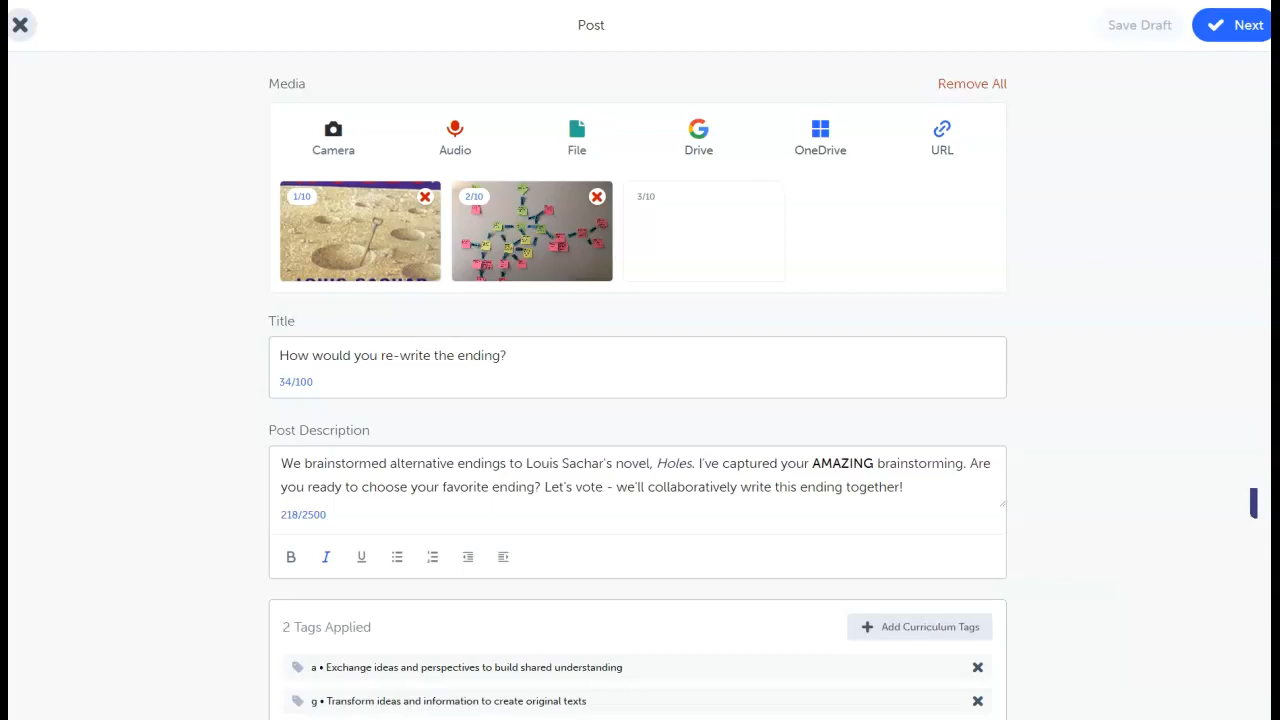 Post
Save Draft
Next
Media
Remove All
Camera
Audio
File
Drive
OneDrive
URL
1/10
2/10
3/10
LOUIS SACHAR
Title
How would you re-write the ending?
34/100
Post Description
We brainstormed alternative endings to Louis Sachar's novel, Holes. I've captured your AMAZING brainstorming. Are
you ready to choose your favorite ending? Let's vote - we'll collaboratively write this ending together!
218/2500
B I U
2 Tags Applied
Add Curriculum Tags
a • Exchange ideas and perspectives to build shared understanding
g • Transform ideas and information to create original texts